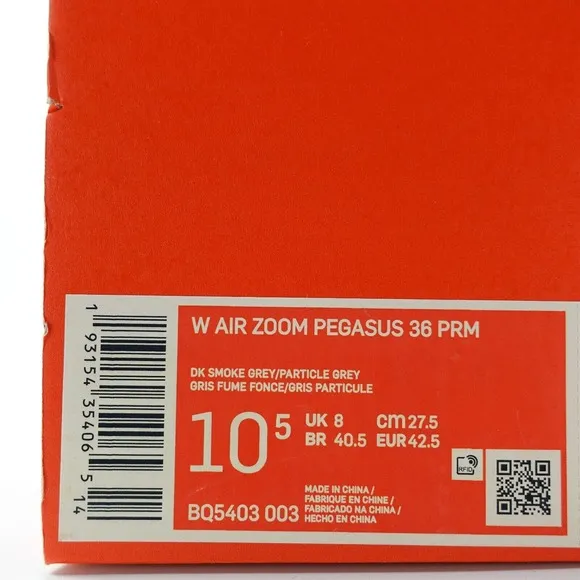 W AIR ZOOM PEGASUS 36 PRM
DK SMOKE GREY/PARTICLE GREY
GRIS FUME FONCE/GRIS PARTICULE
10 5
UK 8 CM 27.5
BR 40.5 EUR 42.5
RFID
MADE IN CHINA /
FABRIQUE EN CHINE /
FABRICADO NA CHINA /
HECHO EN CHINA
BQ5403 003
1 93154 35406 5 14